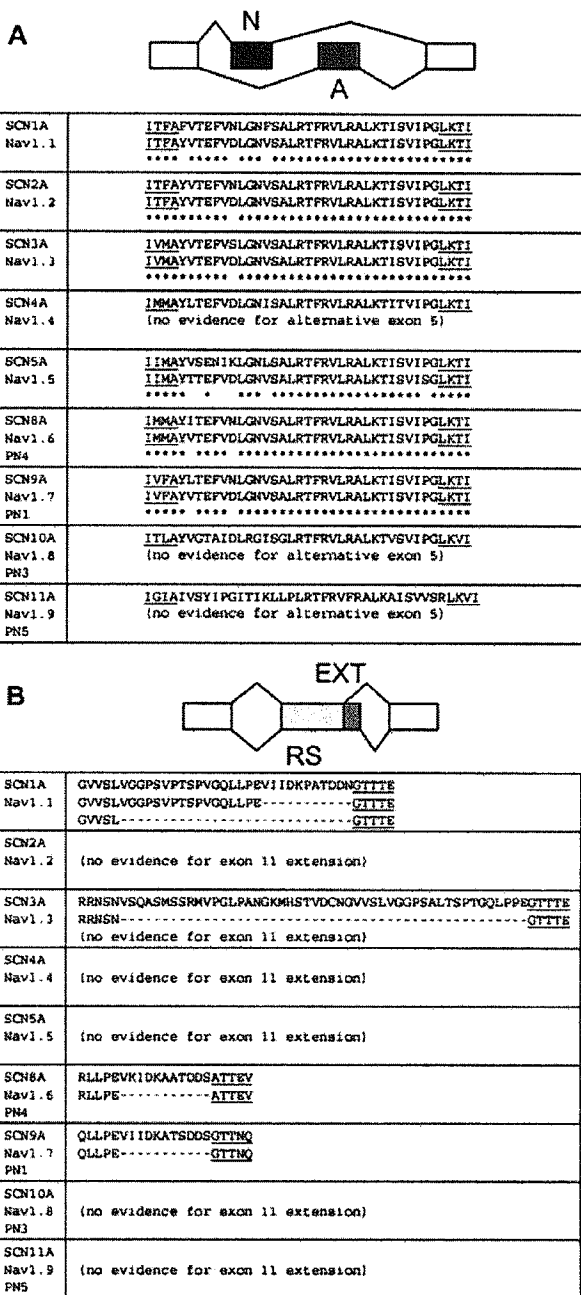 A
N
A
SCN1A ITFAFVTEFVNLGNFSALRTFRVLRALKTISVIPGLKTI
Nav1.1 ITFAYVTEFVDLGNVSALRTFRVLRALKTISVIPGLKTI
**** ***** *** ************************
SCN2A ITFAYVTEFVNLGNVSALRTFRVLRALKTISVIPGLKTI
Nav1.2 ITFAYVTEFVDLGNVSALRTFRVLRALKTISVIPGLKTI
********** ****************************
SCN3A IVMAYVTEFVSLGNVSALRTFRVLRALKTISVIPGLKTI
Nav1.3 IVMAYVTEFVDLGNVSALRTFRVLRALKTISVIPGLKTI
********** ****************************
SCN4A IMMAYLTEFVDLGNISALRTFRVLRALKTITVIPGLKTI
Nav1.4 (no evidence for alternative exon 5)
SCN5A IIMAYVSENIKLGNLSALRTFRVLRALKTISVIPGLKTI
Nav1.5 IIMAYTTEFVDLGNVSALRTFRVLRALKTISVISGLKTI
***** * *** ****************** *****
SCN8A IMMAYITEFVNLGNVSALRTFRVLRALKTISVIPGLKTI
Nav1.6 IMMAYVTEFVDLGNVSALRTFRVLRALKTISVIPGLKTI
PN4 ***** **** ****************************
SCN9A IVFAYLTEFVNLGNVSALRTFRVLRALKTISVIPGLKTI
Nav1.7 IVFAYVTEFVDLGNVSALRTFRVLRALKTISVIPGLKTI
PN1 ***** **** ****************************
SCN10A ITLAYVGTAIDLRGISGLRTFRVLRALKTVSVIPGLKVI
Nav1.8 (no evidence for alternative exon 5)
PN3
SCN11A IGIAIVSYIPGITIKLLPLRTFRVFRALKAISVVSRLKVI
Nav1.9 (no evidence for alternative exon 5)
PN5
B
EXT
RS
SCN1A GVVSLVGGPSVPTSPVGQLLPEVIIDKPATDDNGTTTE
Nav1.1 GVVSLVGGPSVPTSPVGQLLPE-----------GTTTE
GVVSL----------------------------GTTTE
SCN2A
Nav1.2 (no evidence for exon 11 extension)
SCN3A RRNSNVSQASMSSRMVPGLPANGKMHSTVDCNGVVSLVGGPSALTSPTGQLPPEGTTTE
Nav1.3 RRNSN-------------------------------------------------GTTTE
(no evidence for exon 11 extension)
SCN4A
Nav1.4 (no evidence for exon 11 extension)
SCN5A
Nav1.5 (no evidence for exon 11 extension)
SCN8A RLLPEVKIDKAATDDSATTEV
Nav1.6 RLLPE-----------ATTEV
PN4
SCN9A QLLPEVIIDKATSDDSGTTNQ
Nav1.7 QLLPE-----------GTTNQ
PN1
SCN10A
Nav1.8 (no evidence for exon 11 extension)
PN3
SCN11A
Nav1.9 (no evidence for exon 11 extension)
PN5